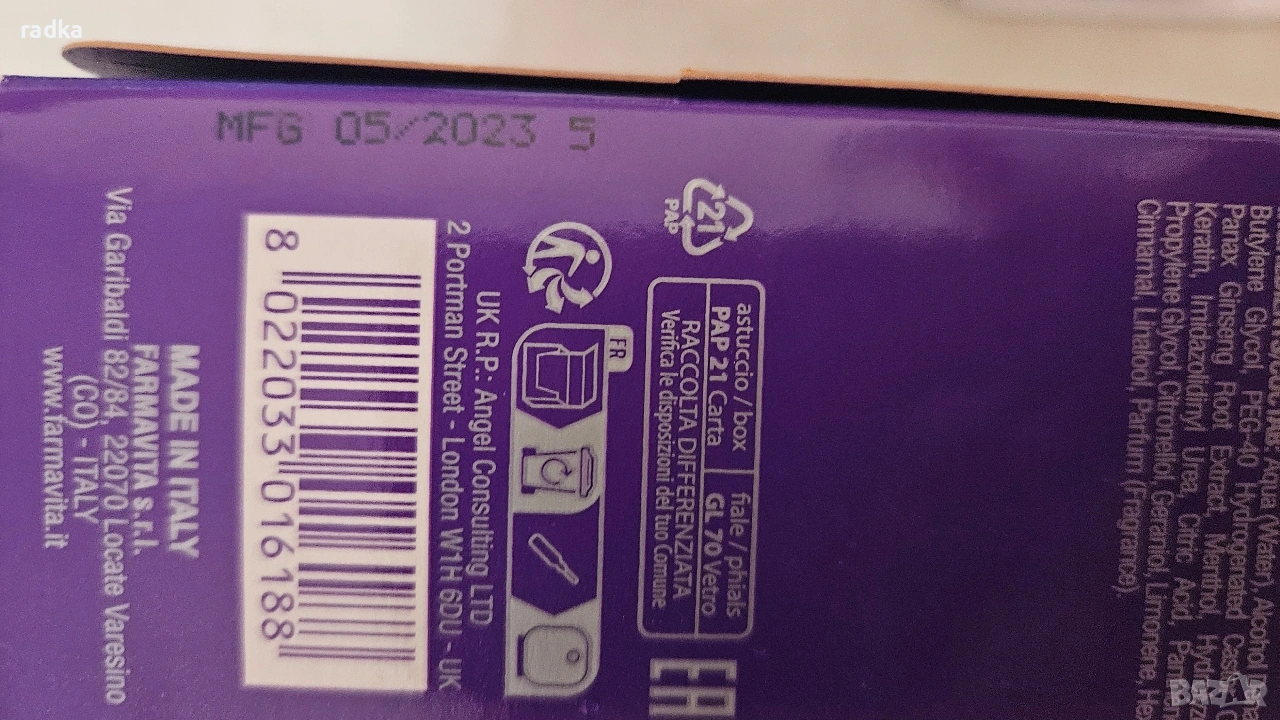 radka
MFG 05/2023 5
Butylene Glycol, PEG-40 Hydrogenated
Panax Ginseng Root Extract, Menthol,
Keratin, Imidazolidinyl Urea, Citric Acid,
Propylene Glycol, Citronellol, Geraniol, Limonene,
Cinnamal, Linalool, Parfum (Fragrance).
21
PAP
astuccio / box
PAP 21 Carta
fiale / phials
GL 70 Vetro
RACCOLTA DIFFERENZIATA
Verifica le disposizioni del tuo Comune
FR
UK R.P.: Angel Consulting LTD
2 Portman Street - London W1H 6DU - UK
8 022033 016188
MADE IN ITALY
FARMAVITA s.r.l.
Via Garibaldi 82/84, 22070 Locate Varesino
(CO) - ITALY
www.farmavita.it
BAZAR